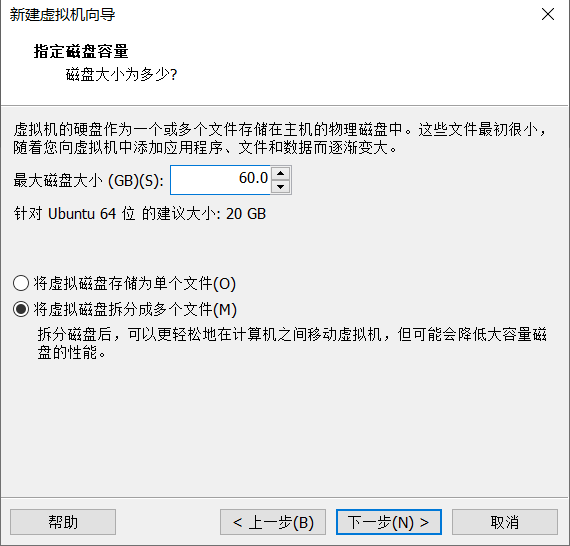 新建虚拟机向导
指定磁盘容量
磁盘大小为多少?
虚拟机的硬盘作为一个或多个文件存储在主机的物理磁盘中。这些文件最初很小，
随着您向虚拟机中添加应用程序、文件和数据而逐渐变大。
最大磁盘大小 (GB)(S): 60.0
针对 Ubuntu 64 位 的建议大小: 20 GB
将虚拟磁盘存储为单个文件(O)
将虚拟磁盘拆分成多个文件(M)
拆分磁盘后，可以更轻松地在计算机之间移动虚拟机，但可能会降低大容量磁
盘的性能。
帮助 < 上一步(B) 下一步(N) > 取消